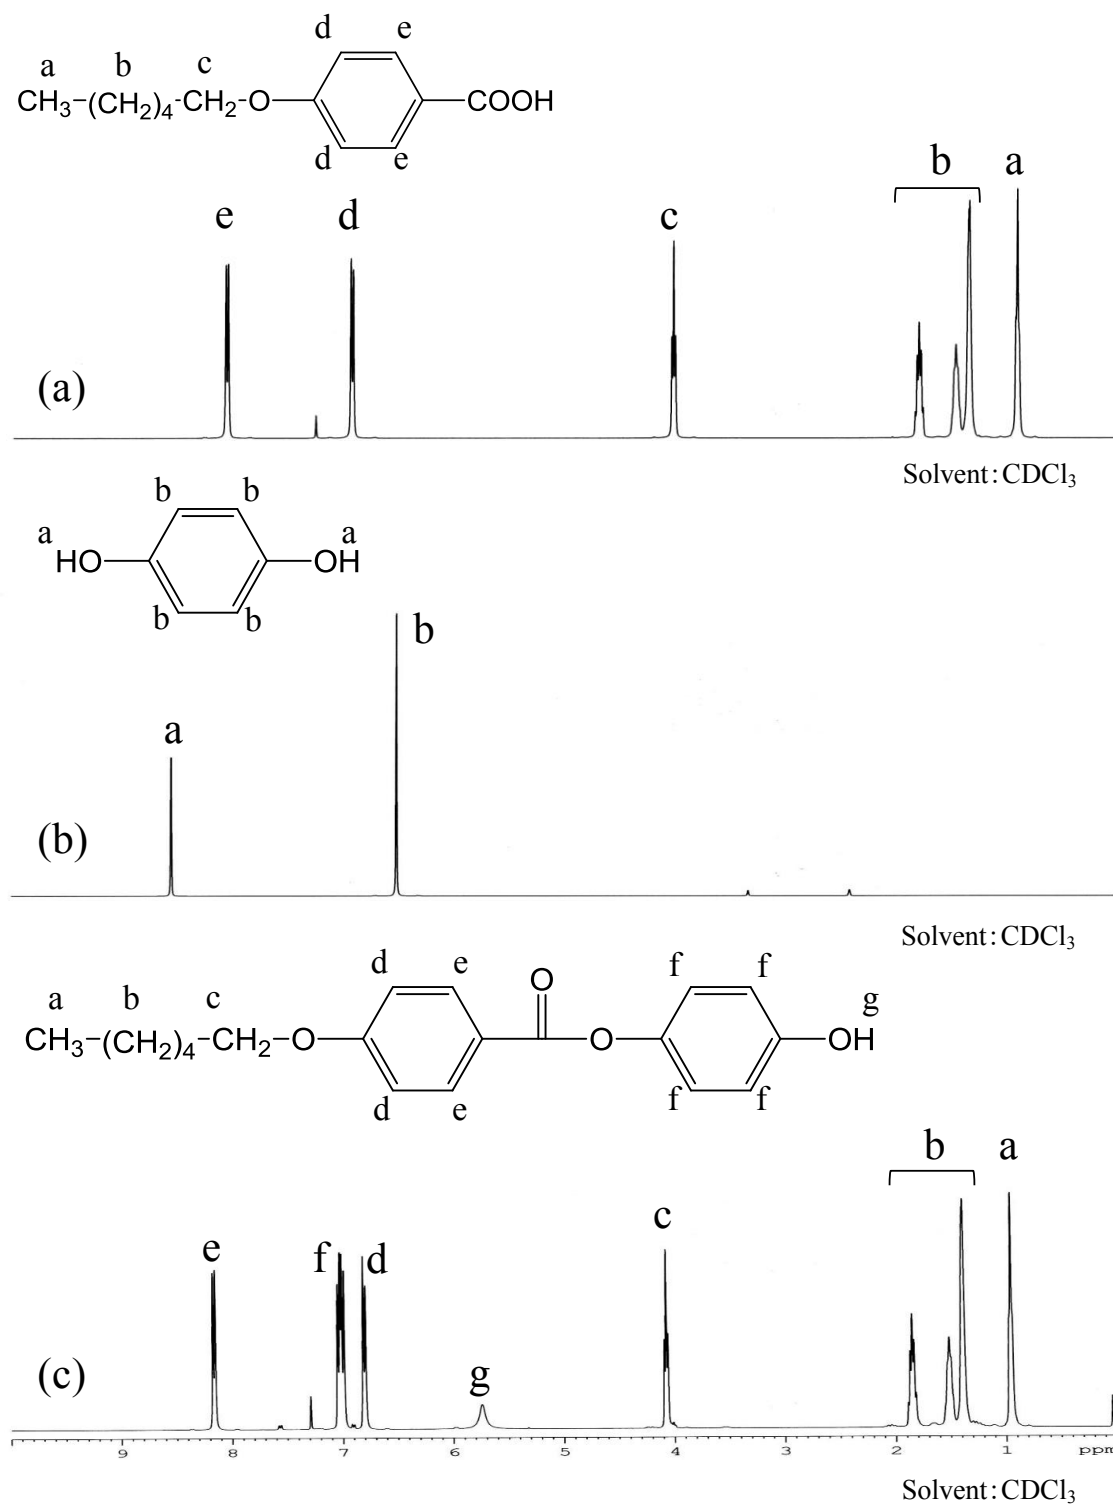 d e
a b c
CH3-(CH2)4-CH2-O COOH
d e
b a
e d c
(a)
Solvent:CDCl3
b b
a a
HO OH
b b
b
a
(b)
Solvent:CDCl3
d e O f f
a b c g
CH3-(CH2)4-CH2-O O OH
d e f f
b a
c
e f d
g
(c)
9 8 7 6 5 4 3 2 1 ppm
Solvent:CDCl3